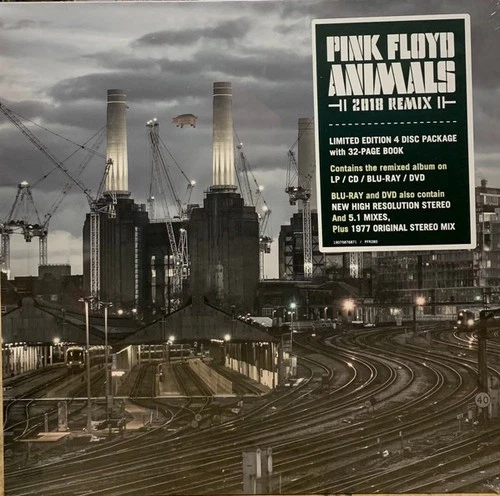 PINK FLOYD
ANIMALS
2018 REMIX
LIMITED EDITION 4 DISC PACKAGE
with 32-PAGE BOOK
Contains the remixed album on
LP / CD / BLU-RAY / DVD
BLU-RAY and DVD also contain
NEW HIGH RESOLUTION STEREO
And 5.1 MIXES,
Plus 1977 ORIGINAL STEREO MIX
40